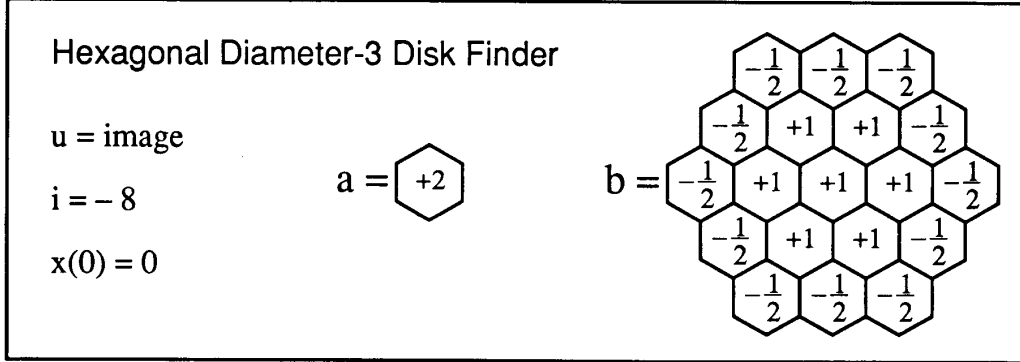 Hexagonal Diameter-3 Disk Finder
u = image
i = – 8
x(0) = 0
a = +2
b =
–1/2 –1/2 –1/2
–1/2 +1 +1 –1/2
–1/2 +1 +1 +1 –1/2
–1/2 +1 +1 –1/2
–1/2 –1/2 –1/2